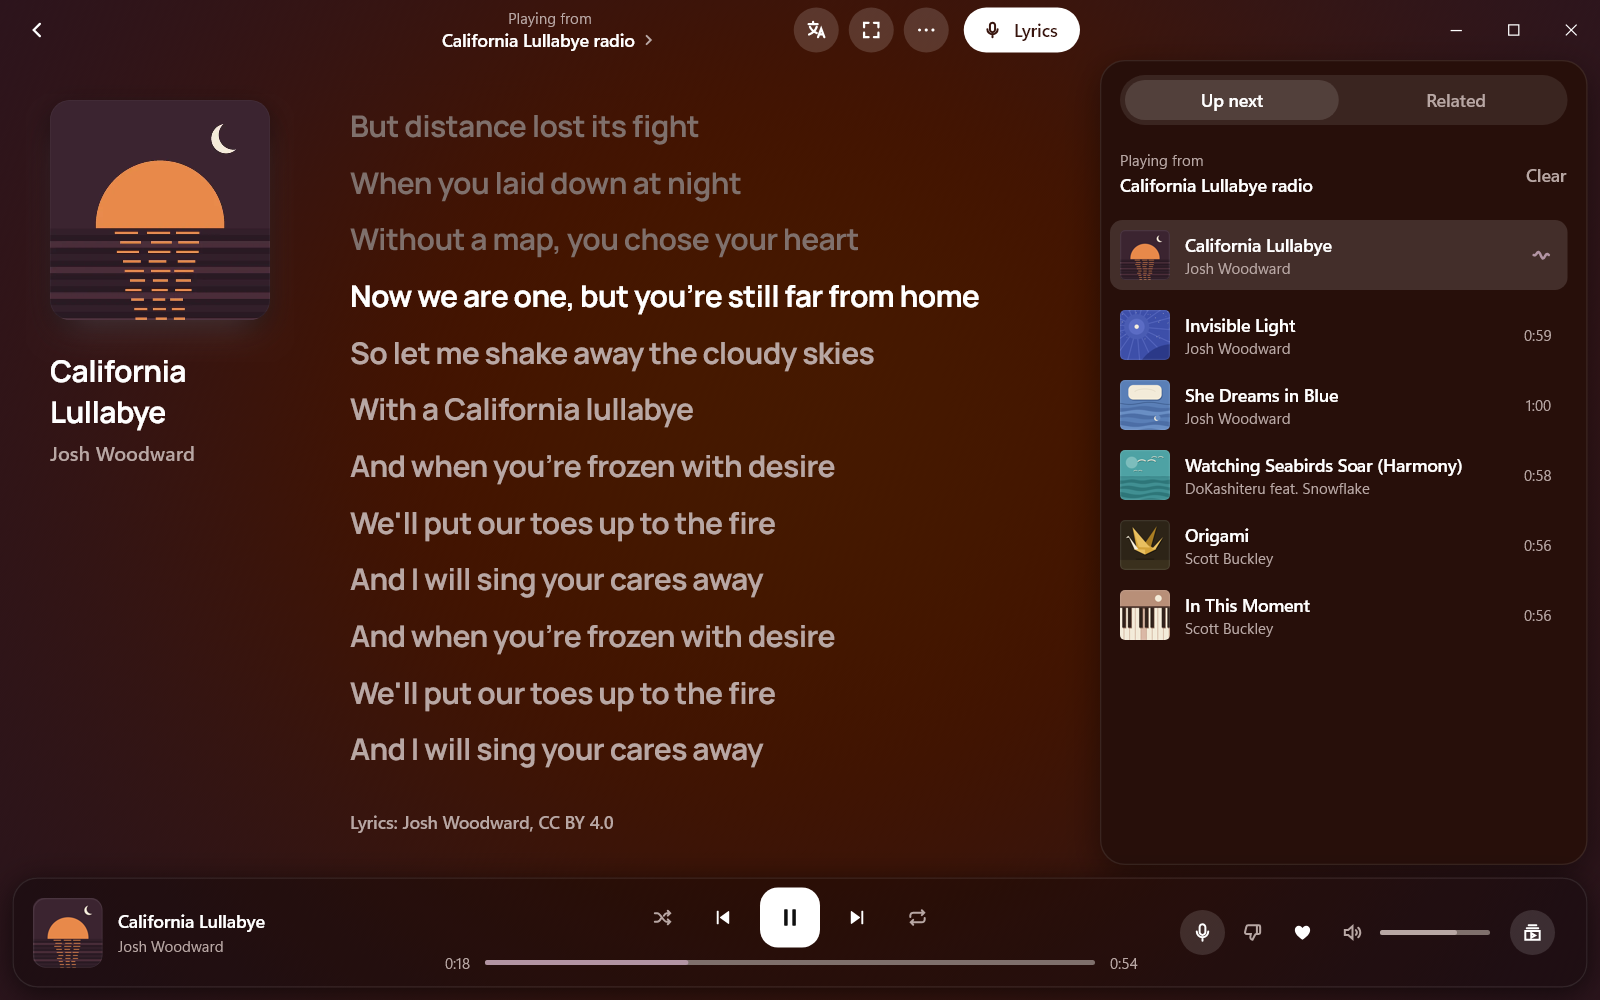 Playing from
California Lullabye radio
Lyrics
California
Lullabye
Josh Woodward
But distance lost its fight
When you laid down at night
Without a map, you chose your heart
Now we are one, but you’re still far from home
So let me shake away the cloudy skies
With a California lullabye
And when you’re frozen with desire
We'll put our toes up to the fire
And I will sing your cares away
And when you’re frozen with desire
We'll put our toes up to the fire
And I will sing your cares away
Lyrics: Josh Woodward, CC BY 4.0
Up next
Related
Playing from
California Lullabye radio
Clear
California Lullabye
Josh Woodward
Invisible Light
Josh Woodward
0:59
She Dreams in Blue
Josh Woodward
1:00
Watching Seabirds Soar (Harmony)
DoKashiteru feat. Snowflake
0:58
Origami
Scott Buckley
0:56
In This Moment
Scott Buckley
0:56
California Lullabye
Josh Woodward
0:18
0:54